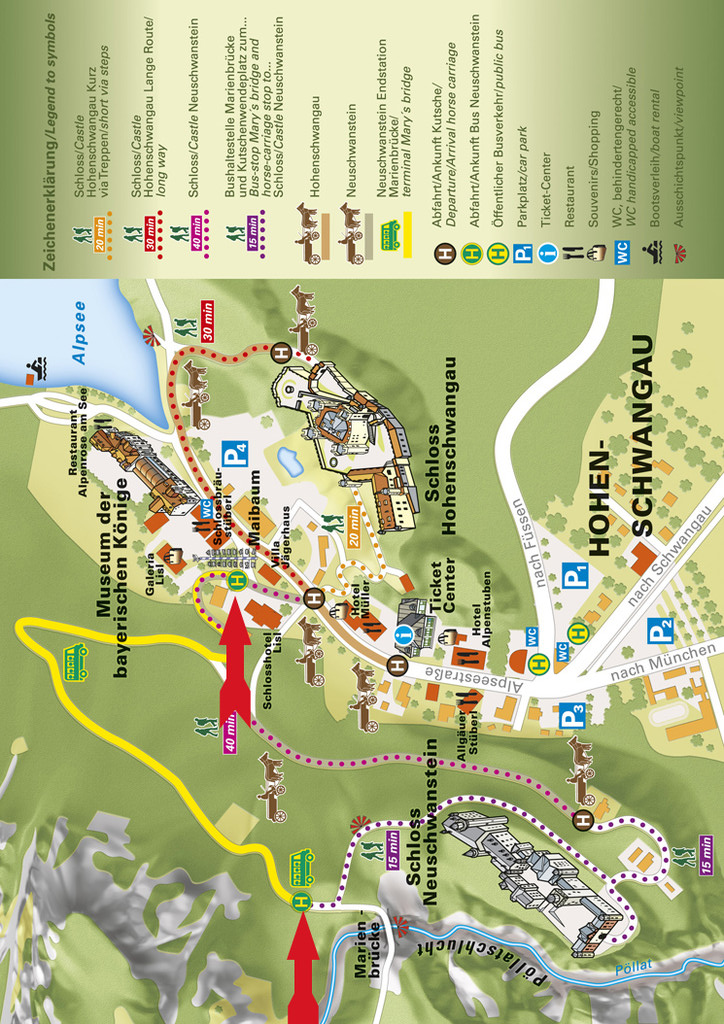 Zeichenerklärung/Legend to symbols
20 min
Schloss/Castle
Hohenschwangau Kurz
via Treppen/short via steps
30 min
Schloss/Castle
Hohenschwangau Lange Route/
long way
40 min
Schloss/Castle Neuschwanstein
15 min
Bushaltestelle Marienbrücke
und Kutschenwendeplatz zum...
Bus-stop Mary´s bridge and
horse-carriage stop to...
Schloss/Castle Neuschwanstein
Hohenschwangau
Neuschwanstein
Neuschwanstein Endstation
Marienbrücke/
terminal Mary´s bridge
H
Abfahrt/Ankunft Kutsche/
Departure/Arrival horse carriage
H
Abfahrt/Ankunft Bus Neuschwanstein
H
Öffentlicher Busverkehr/public bus
P
Parkplatz/car park
i
Ticket-Center
Restaurant
Souvenirs/Shopping
WC
WC, behindertengerecht/
WC handicapped accessible
Bootsverleih/boat rental
Ausschichtspunkt/viewpoint
Alpsee
30 min
H
Restaurant
Alpenrose am See
Museum der
bayerischen Könige
P4
WC
Schlossbräu-
stüberl
Maibaum
Galeria
Lisl
Villa
Jägerhaus
H
Schlosshotel
Lisl
H
20 min
Schloss
Hohenschwangau
Hotel
Müller
Ticket
Center
i
H
Hotel
Alpenstuben
Alpseestraße
Allgäuer
Stüberl
WC
WC
H
H
P1
P2
P3
HOHEN-
SCHWANGAU
nach Füssen
nach Schwangau
nach München
40 min
H
H
15 min
15 min
Schloss
Neuschwanstein
Marien-
brücke
Pöllatschlucht
Pöllat